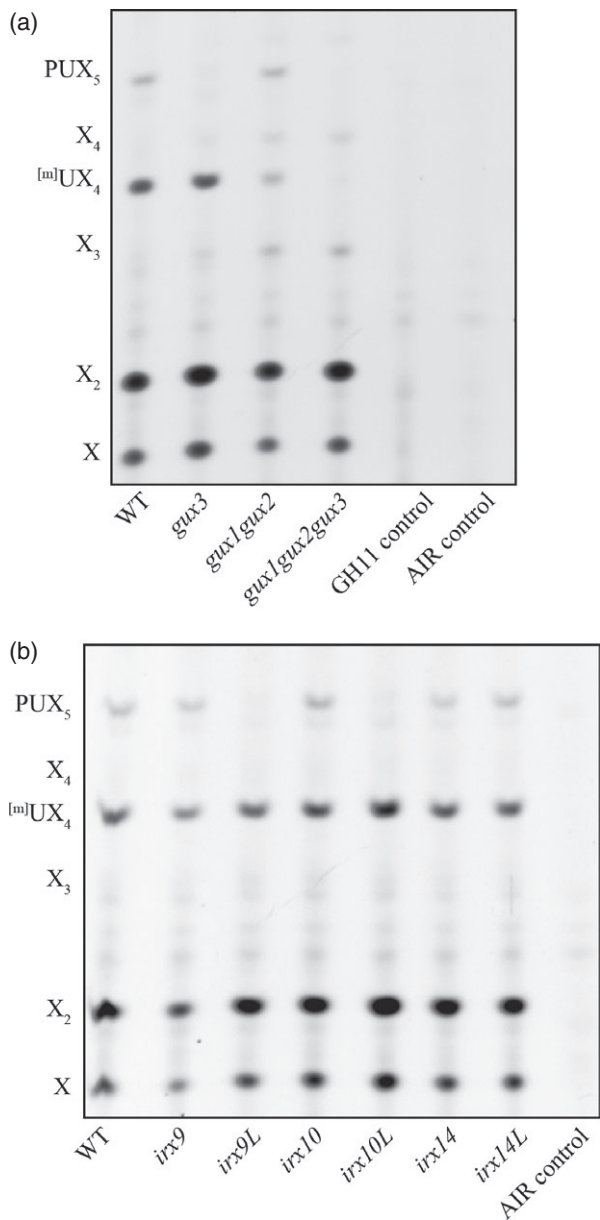 (a)
PUX₅
X₄
[m]UX₄
X₃
X₂
X
WT gux3 gux1gux2 gux1gux2gux3 GH11 control AIR control
(b)
PUX₅
X₄
[m]UX₄
X₃
X₂
X
WT irx9 irx9L irx10 irx10L irx14 irx14L AIR control